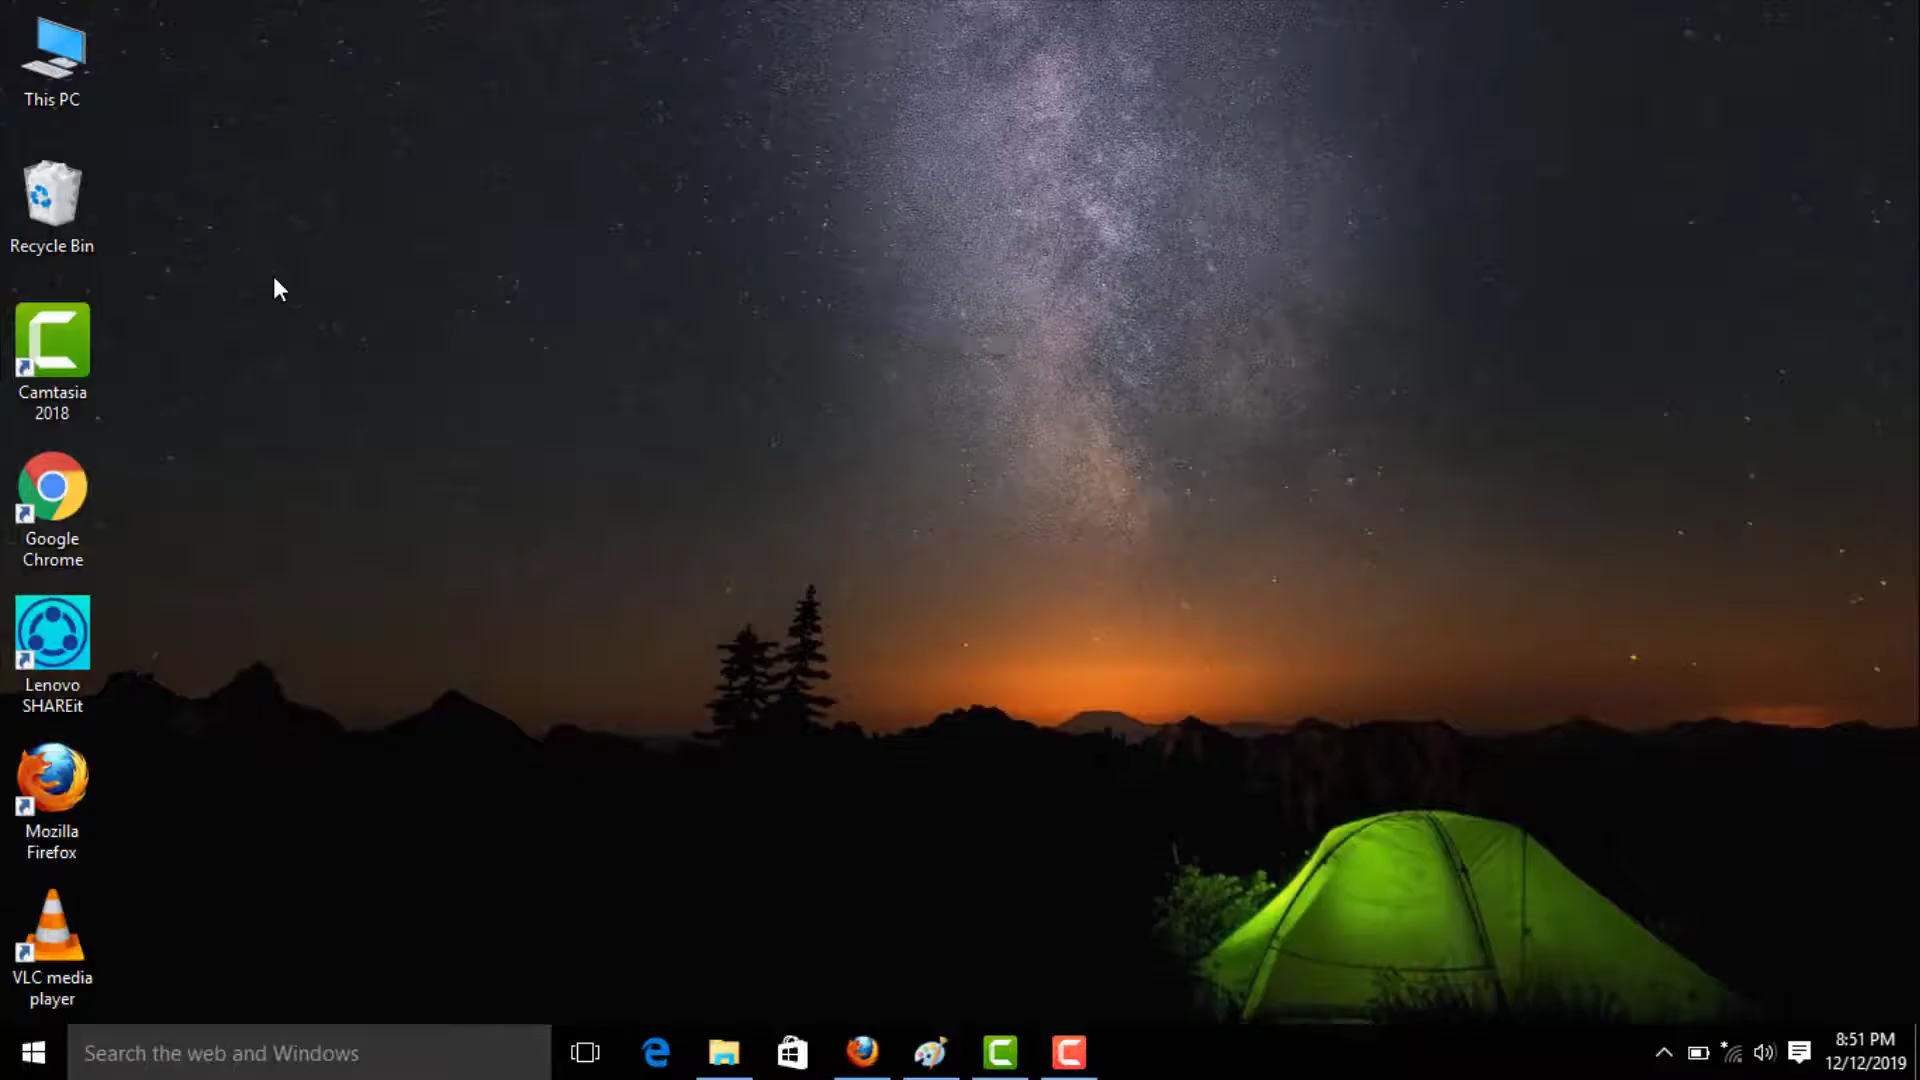 This PC
Recycle Bin
Camtasia
2018
Google
Chrome
Lenovo
SHAREit
Mozilla
Firefox
VLC media
player
Search the web and Windows
8:51 PM
12/12/2019